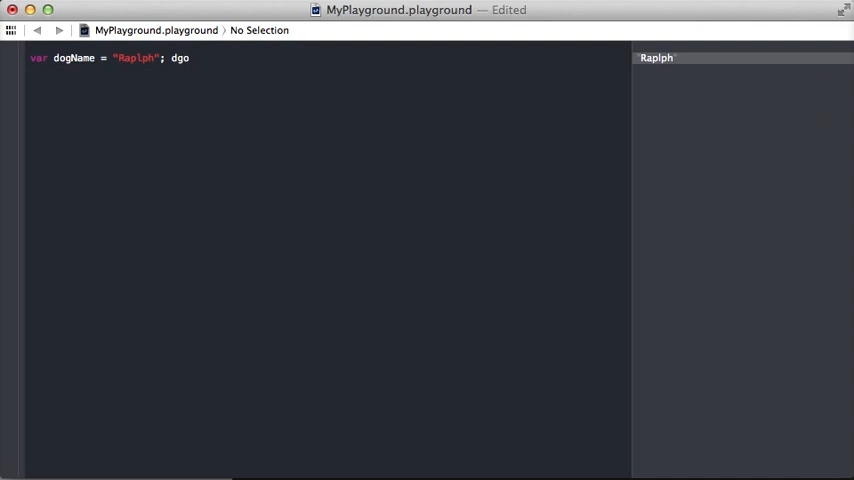 MyPlayground.playground — Edited
MyPlayground.playground 〉 No Selection
var dogName = "Raplph"; dgo
"Raplph"